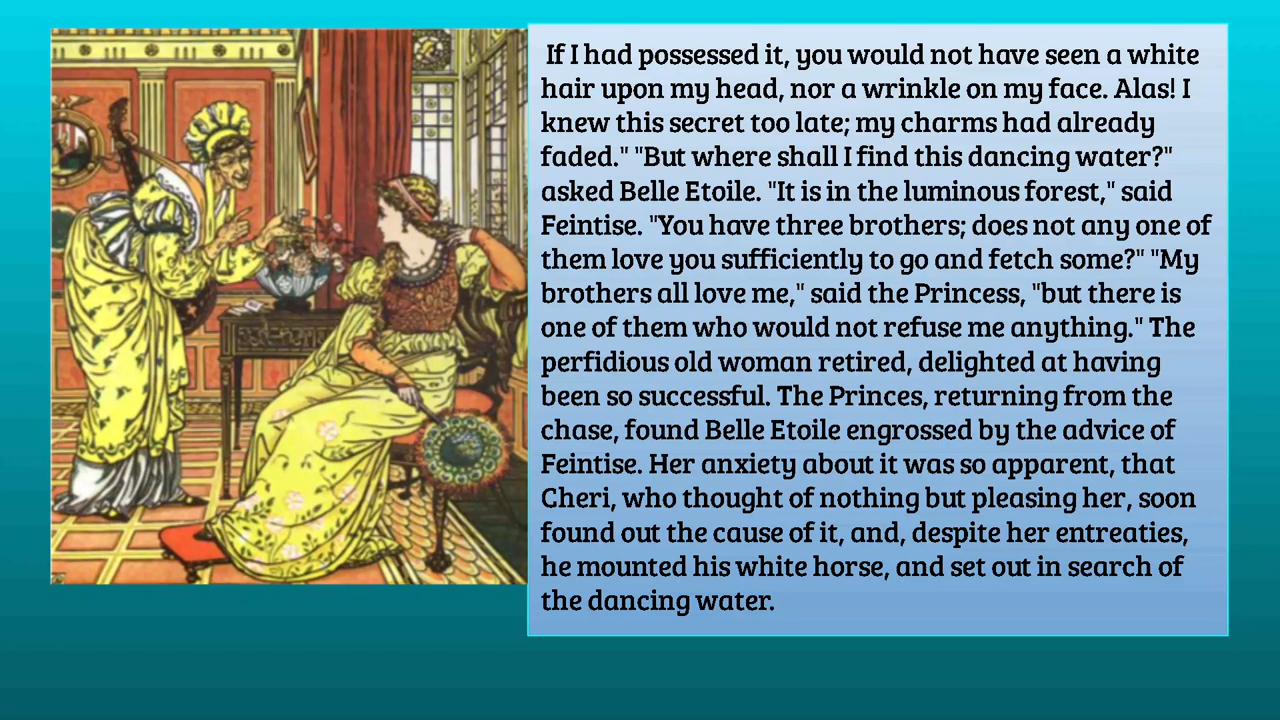 If I had possessed it, you would not have seen a white
hair upon my head, nor a wrinkle on my face. Alas! I
knew this secret too late; my charms had already
faded." "But where shall I find this dancing water?"
asked Belle Etoile. "It is in the luminous forest," said
Feintise. "You have three brothers; does not any one of
them love you sufficiently to go and fetch some?" "My
brothers all love me," said the Princess, "but there is
one of them who would not refuse me anything." The
perfidious old woman retired, delighted at having
been so successful. The Princes, returning from the
chase, found Belle Etoile engrossed by the advice of
Feintise. Her anxiety about it was so apparent, that
Cheri, who thought of nothing but pleasing her, soon
found out the cause of it, and, despite her entreaties,
he mounted his white horse, and set out in search of
the dancing water.